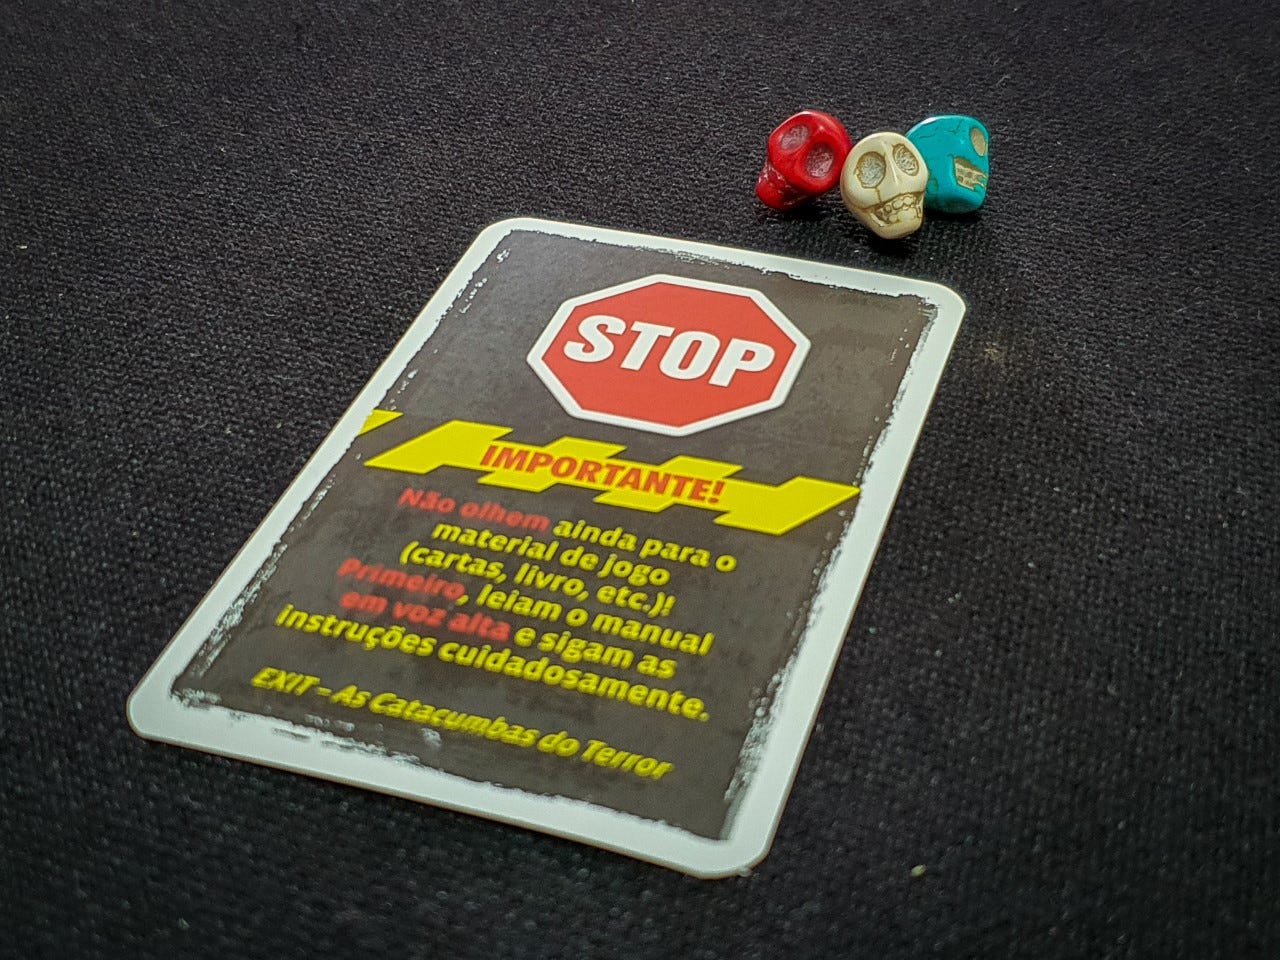 STOP
IMPORTANTE!
Não olhem ainda para o
material de jogo
(cartas, livro, etc.)!
Primeiro, leiam o manual
em voz alta e sigam as
instruções cuidadosamente.
EXIT – As Catacumbas do Terror